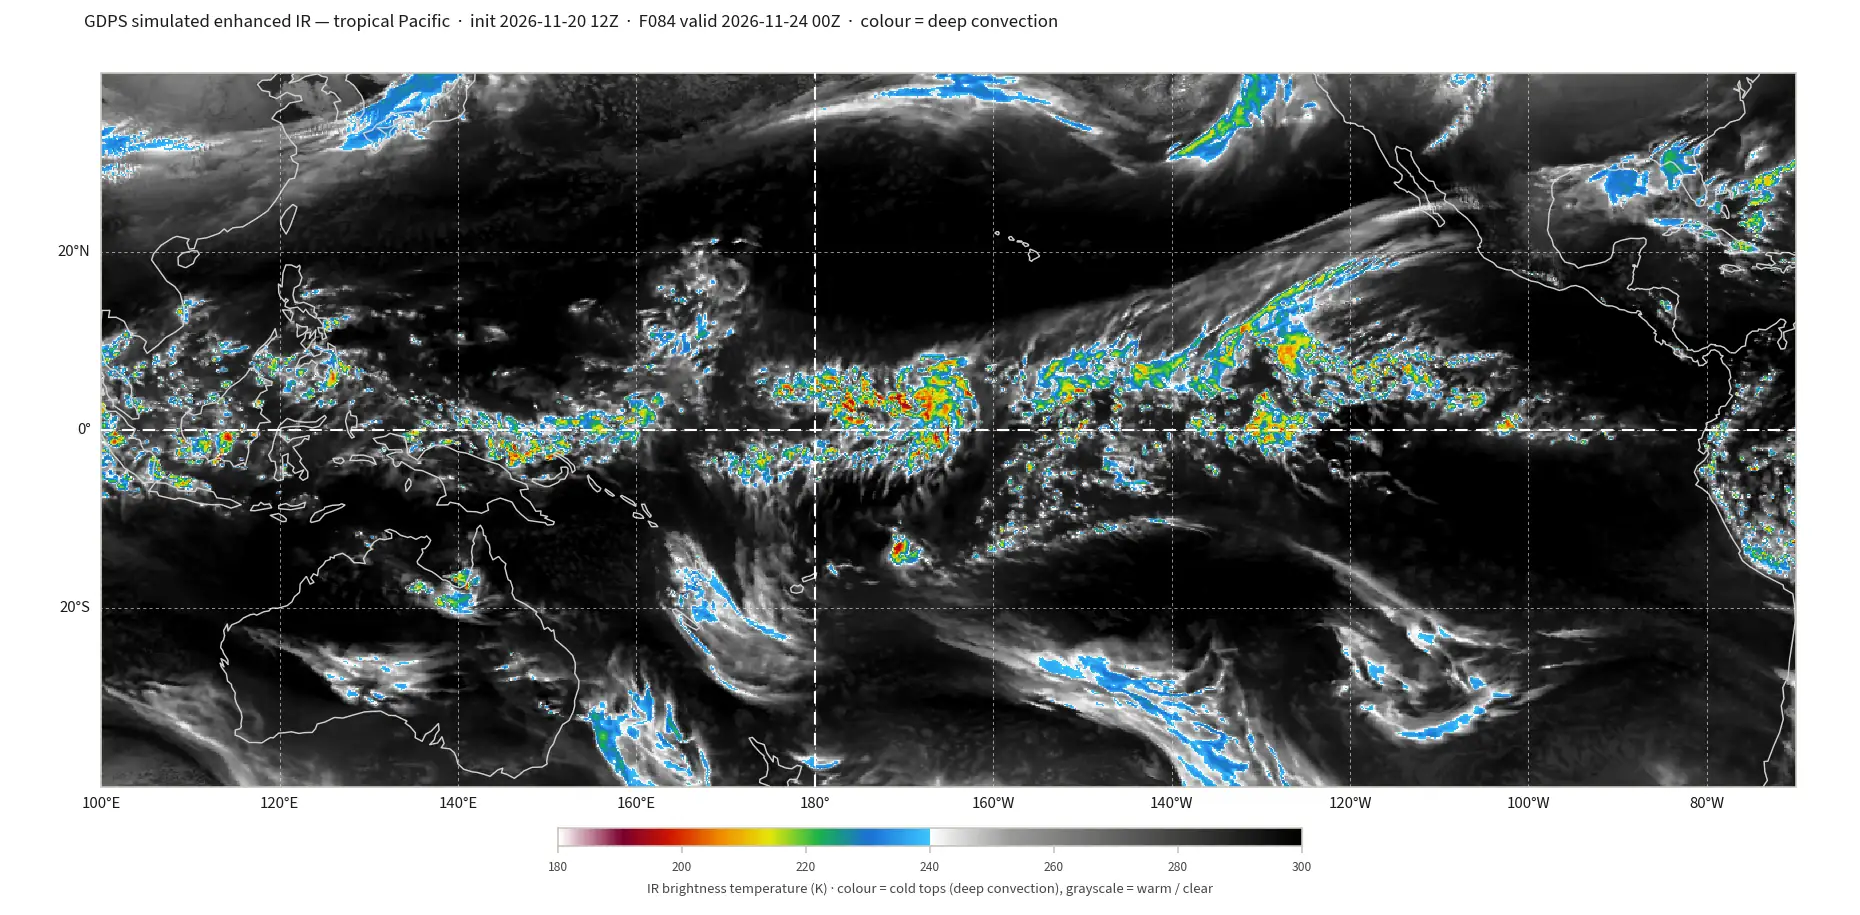 GDPS simulated enhanced IR — tropical Pacific · init 2026-11-20 12Z · F084 valid 2026-11-24 00Z · colour = deep convection
20°N
0°
20°S
100°E 120°E 140°E 160°E 180° 160°W 140°W 120°W 100°W 80°W
180 200 220 240 260 280 300
IR brightness temperature (K) · colour = cold tops (deep convection), grayscale = warm / clear